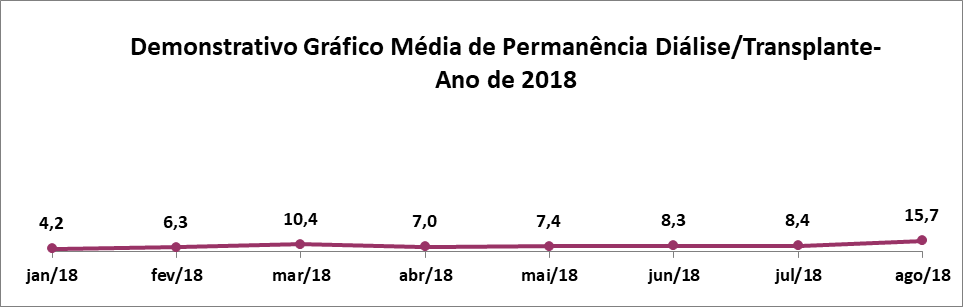 Demonstrativo Gráfico Média de Permanência Diálise/Transplante-
Ano de 2018
4,2 6,3 10,4 7,0 7,4 8,3 8,4 15,7
jan/18 fev/18 mar/18 abr/18 mai/18 jun/18 jul/18 ago/18